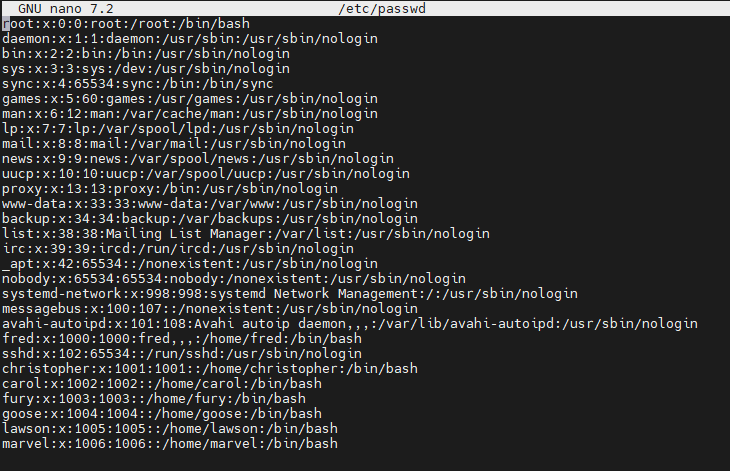 GNU nano 7.2 /etc/passwd
root:x:0:0:root:/root:/bin/bash
daemon:x:1:1:daemon:/usr/sbin:/usr/sbin/nologin
bin:x:2:2:bin:/bin:/usr/sbin/nologin
sys:x:3:3:sys:/dev:/usr/sbin/nologin
sync:x:4:65534:sync:/bin:/bin/sync
games:x:5:60:games:/usr/games:/usr/sbin/nologin
man:x:6:12:man:/var/cache/man:/usr/sbin/nologin
lp:x:7:7:lp:/var/spool/lpd:/usr/sbin/nologin
mail:x:8:8:mail:/var/mail:/usr/sbin/nologin
news:x:9:9:news:/var/spool/news:/usr/sbin/nologin
uucp:x:10:10:uucp:/var/spool/uucp:/usr/sbin/nologin
proxy:x:13:13:proxy:/bin:/usr/sbin/nologin
www-data:x:33:33:www-data:/var/www:/usr/sbin/nologin
backup:x:34:34:backup:/var/backups:/usr/sbin/nologin
list:x:38:38:Mailing List Manager:/var/list:/usr/sbin/nologin
irc:x:39:39:ircd:/run/ircd:/usr/sbin/nologin
_apt:x:42:65534::/nonexistent:/usr/sbin/nologin
nobody:x:65534:65534:nobody:/nonexistent:/usr/sbin/nologin
systemd-network:x:998:998:systemd Network Management:/:/usr/sbin/nologin
messagebus:x:100:107::/nonexistent:/usr/sbin/nologin
avahi-autoipd:x:101:108:Avahi autoip daemon,,,:/var/lib/avahi-autoipd:/usr/sbin/nologin
fred:x:1000:1000:fred,,,:/home/fred:/bin/bash
sshd:x:102:65534::/run/sshd:/usr/sbin/nologin
christopher:x:1001:1001::/home/christopher:/bin/bash
carol:x:1002:1002::/home/carol:/bin/bash
fury:x:1003:1003::/home/fury:/bin/bash
goose:x:1004:1004::/home/goose:/bin/bash
lawson:x:1005:1005::/home/lawson:/bin/bash
marvel:x:1006:1006::/home/marvel:/bin/bash